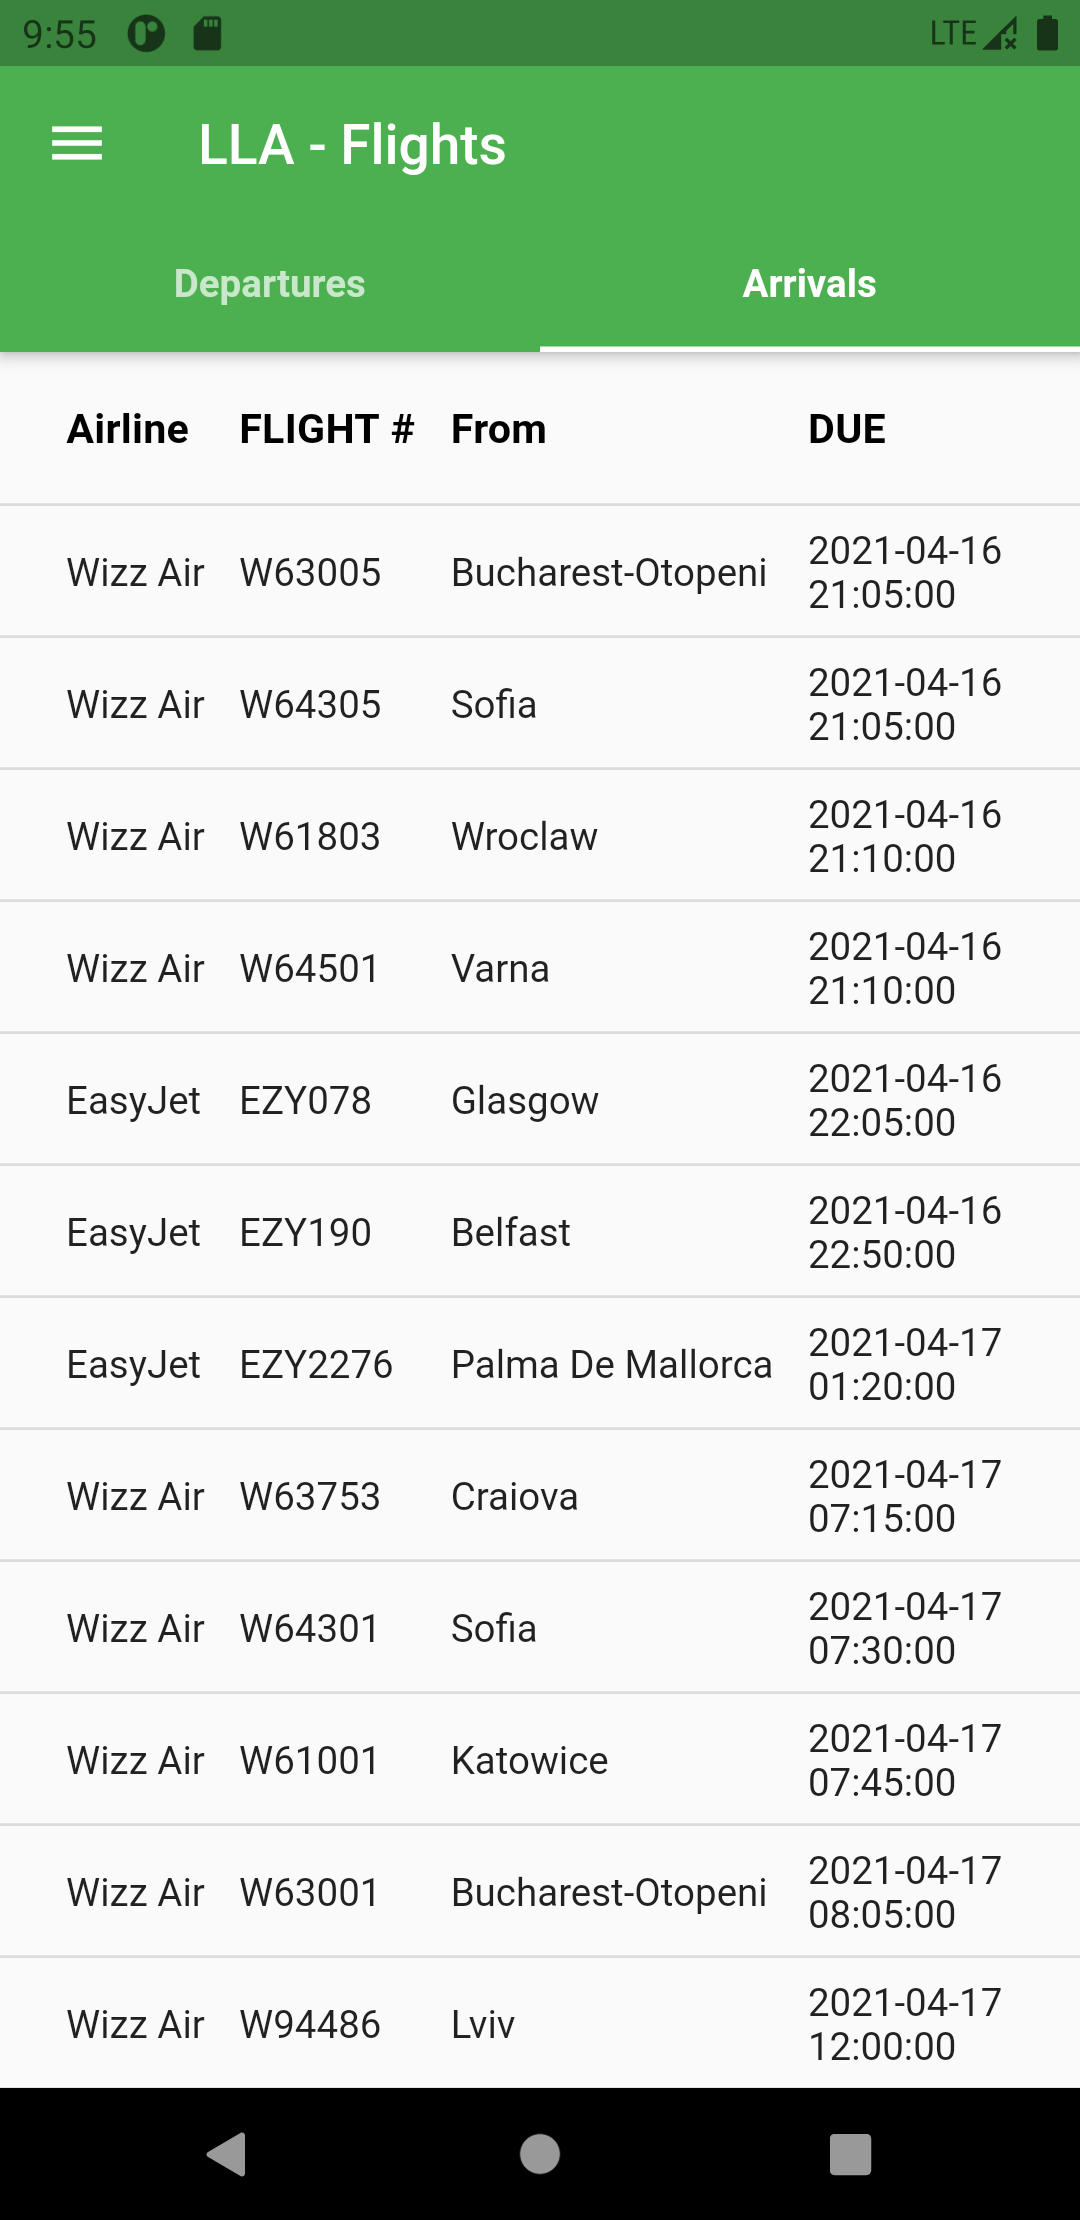 9:55 LTE
LLA - Flights
Departures Arrivals
Airline FLIGHT # From DUE
Wizz Air W63005 Bucharest-Otopeni 2021-04-16
21:05:00
Wizz Air W64305 Sofia 2021-04-16
21:05:00
Wizz Air W61803 Wroclaw 2021-04-16
21:10:00
Wizz Air W64501 Varna 2021-04-16
21:10:00
EasyJet EZY078 Glasgow 2021-04-16
22:05:00
EasyJet EZY190 Belfast 2021-04-16
22:50:00
EasyJet EZY2276 Palma De Mallorca 2021-04-17
01:20:00
Wizz Air W63753 Craiova 2021-04-17
07:15:00
Wizz Air W64301 Sofia 2021-04-17
07:30:00
Wizz Air W61001 Katowice 2021-04-17
07:45:00
Wizz Air W63001 Bucharest-Otopeni 2021-04-17
08:05:00
Wizz Air W94486 Lviv 2021-04-17
12:00:00